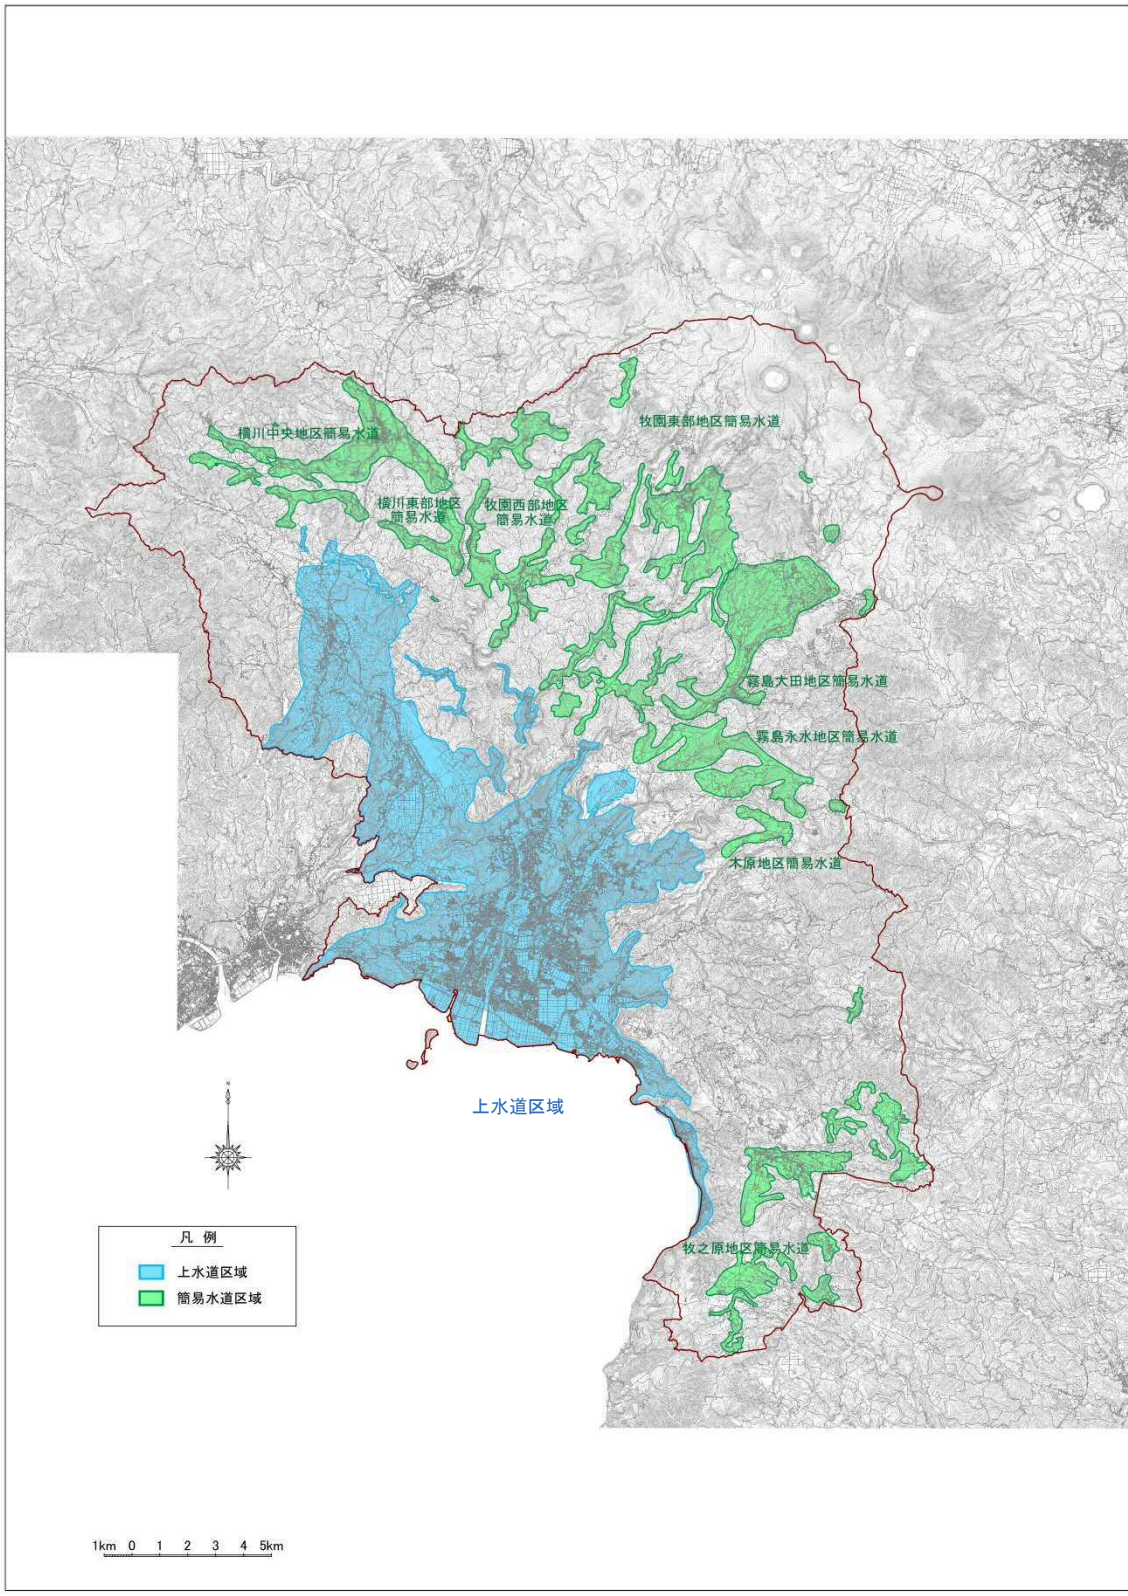 牧園東部地区簡易水道
横川中央地区簡易水道
横川東部地区
簡易水道
牧園西部地区
簡易水道
霧島大田地区簡易水道
霧島永水地区簡易水道
木原地区簡易水道
N
上水道区域
牧之原地区簡易水道
凡 例
上水道区域
簡易水道区域
1km 0 1 2 3 4 5km